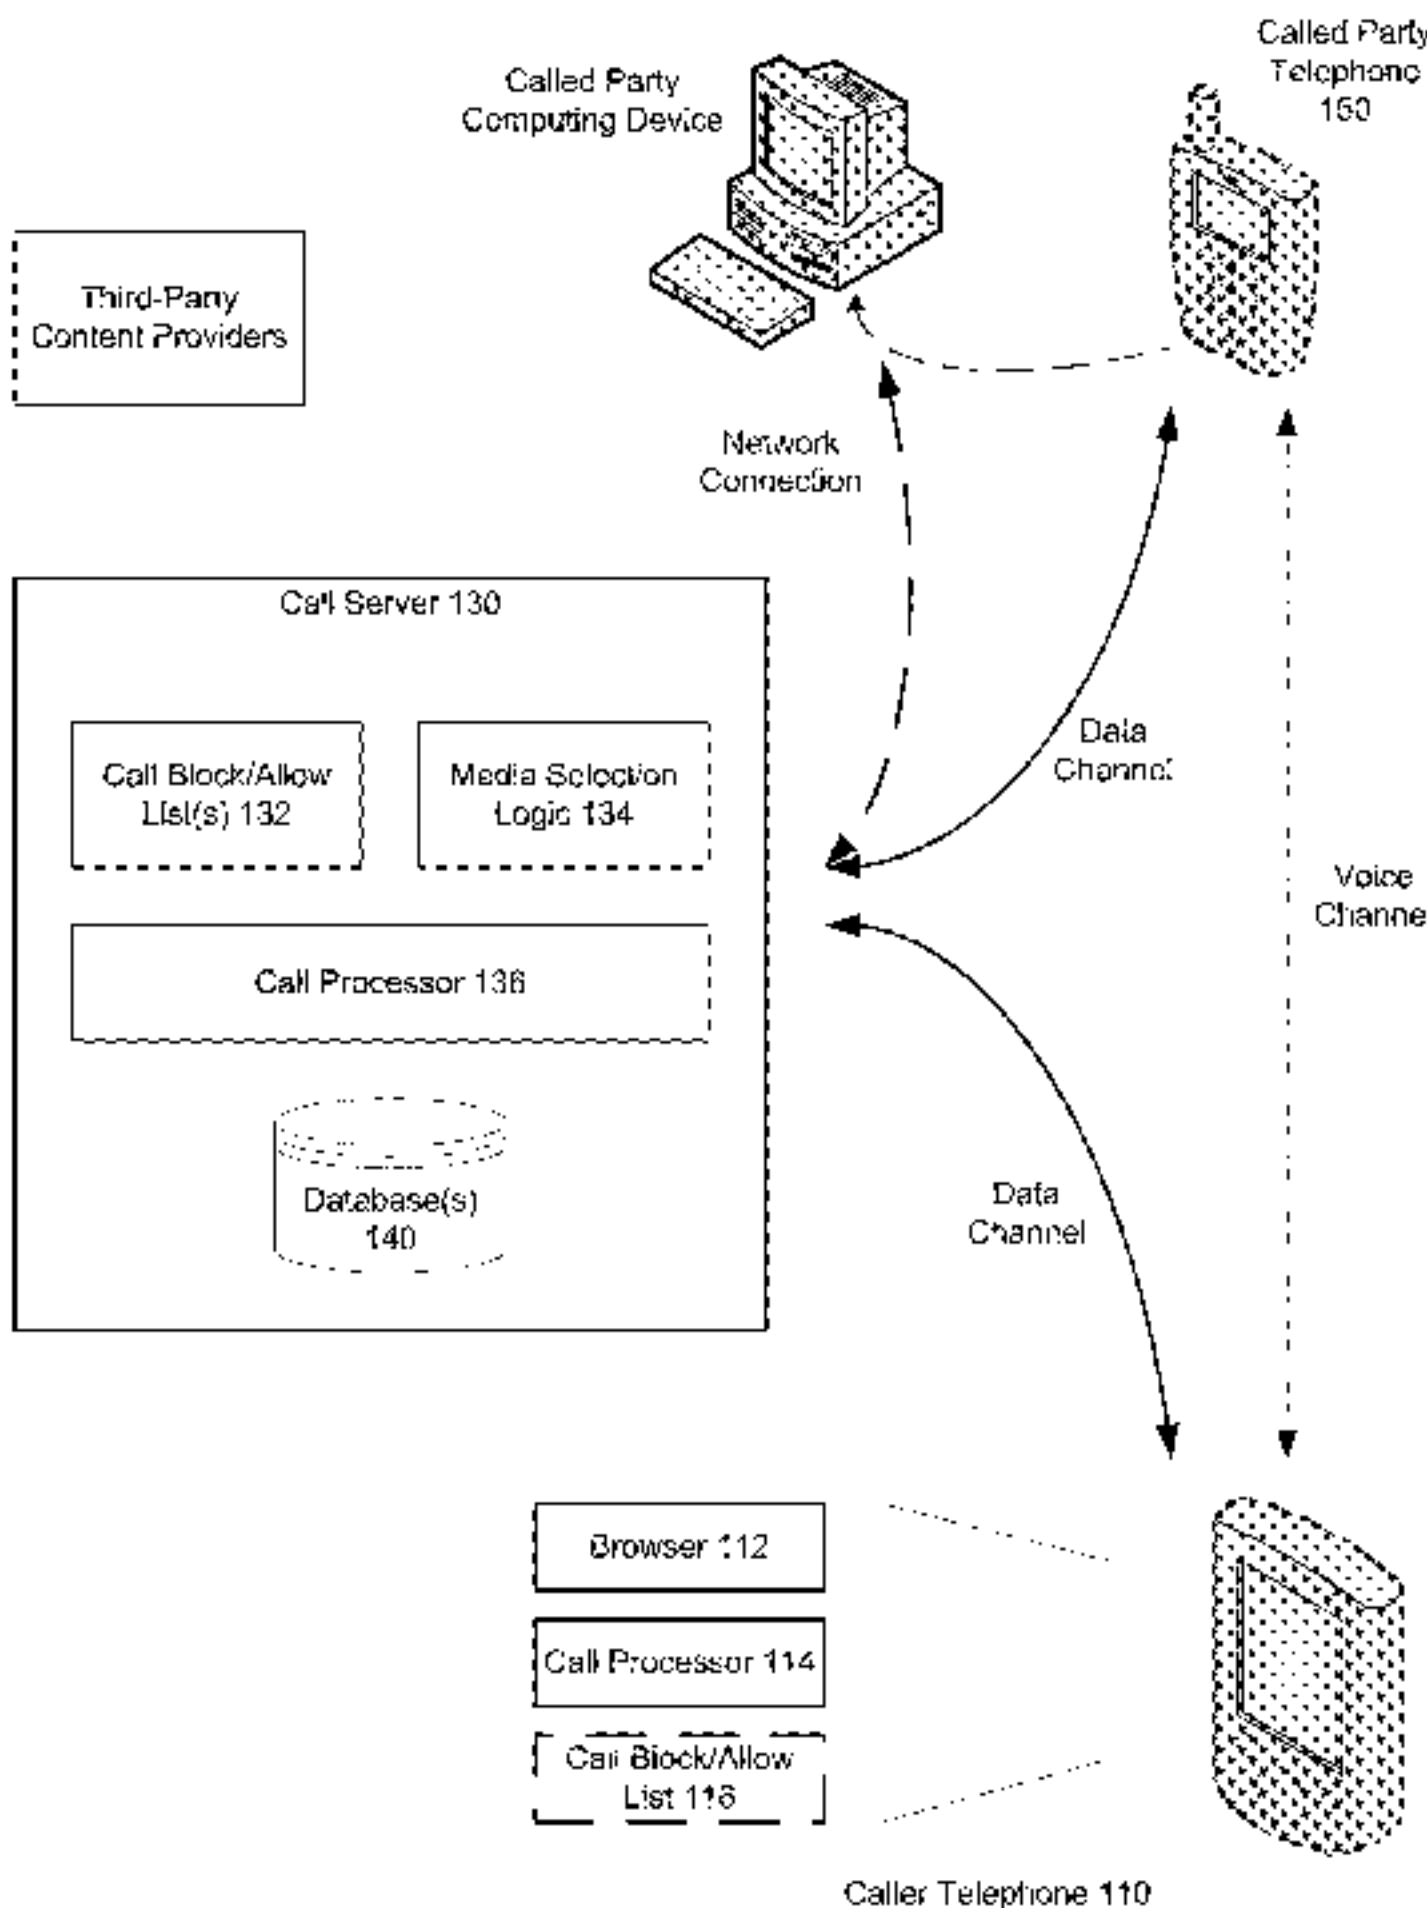 Called Party
Telephone
150
Called Party
Computing Device
Third-Party
Content Providers
Network
Connection
Call Server 130
Call Block/Allow
List(s) 132
Media Selection
Logic 134
Data
Channel
Voice
Channel
Call Processor 136
Database(s)
140
Data
Channel
Browser 112
Call Processor 114
Call Block/Allow
List 116
Caller Telephone 110